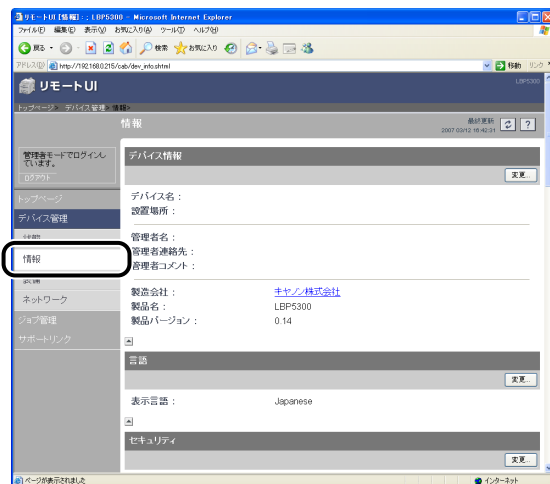 リモートUI [情報] : ; LBP5300 - Microsoft Internet Explorer
ファイル(F) 編集(E) 表示(V) お気に入り(A) ツール(T) ヘルプ(H)
戻る 検索 お気に入り
アドレス(D) http://192.168.0.215/cab/dev_info.shtml 移動 リンク
リモートUI LBP5300
トップページ> デバイス管理> 情報>
情報 最終更新
2007 03/12 16:42:31 ?
管理者モードでログインし
ています。
ログアウト
トップページ
デバイス管理
状態
情報
装備
ネットワーク
ジョブ管理
サポートリンク
デバイス情報
変更...
デバイス名 :
設置場所 :
管理者名 :
管理者連絡先 :
管理者コメント :
製造会社 : キヤノン株式会社
製品名 : LBP5300
製品バージョン : 0.14
言語
変更...
表示言語 : Japanese
セキュリティ
変更...
ページが表示されました インターネット